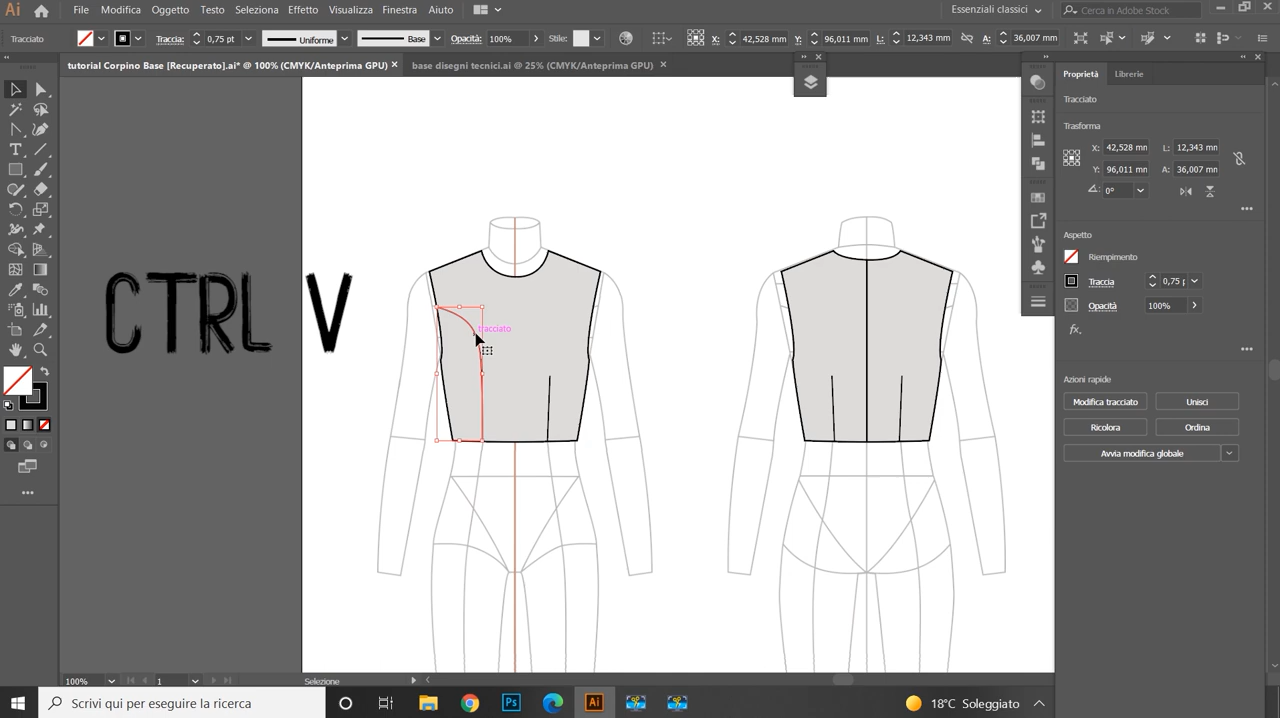 Ai
File Modifica Oggetto Testo Selezione Effetto Visualizza Finestra Aiuto
Essenziali classici
Cerca in Adobe Stock
Tracciato
Traccia: 0,75 pt
Uniforme
Base
Opacità: 100%
Stile:
X: 42,528 mm
Y: 96,011 mm
L: 12,343 mm
A: 36,007 mm
tutorial Corpino Base [Recuperato].ai* @ 100% (CMYK/Anteprima GPU) ×
base disegni tecnici.ai @ 25% (CMYK/Anteprima GPU) ×
Proprietà Librerie
Tracciato
Trasforma
X: 42,528 mm L: 12,343 mm
Y: 96,011 mm A: 36,007 mm
0°
Aspetto
Riempimento
Traccia 0,75 p
Opacità 100%
fx
Azioni rapide
Modifica tracciato Unisci
Ricolora Ordina
Avvia modifica globale
CTRL V
tracciato
100%
1
Selezione
Scrivi qui per eseguire la ricerca
Ps
Ai
18°C Soleggiato